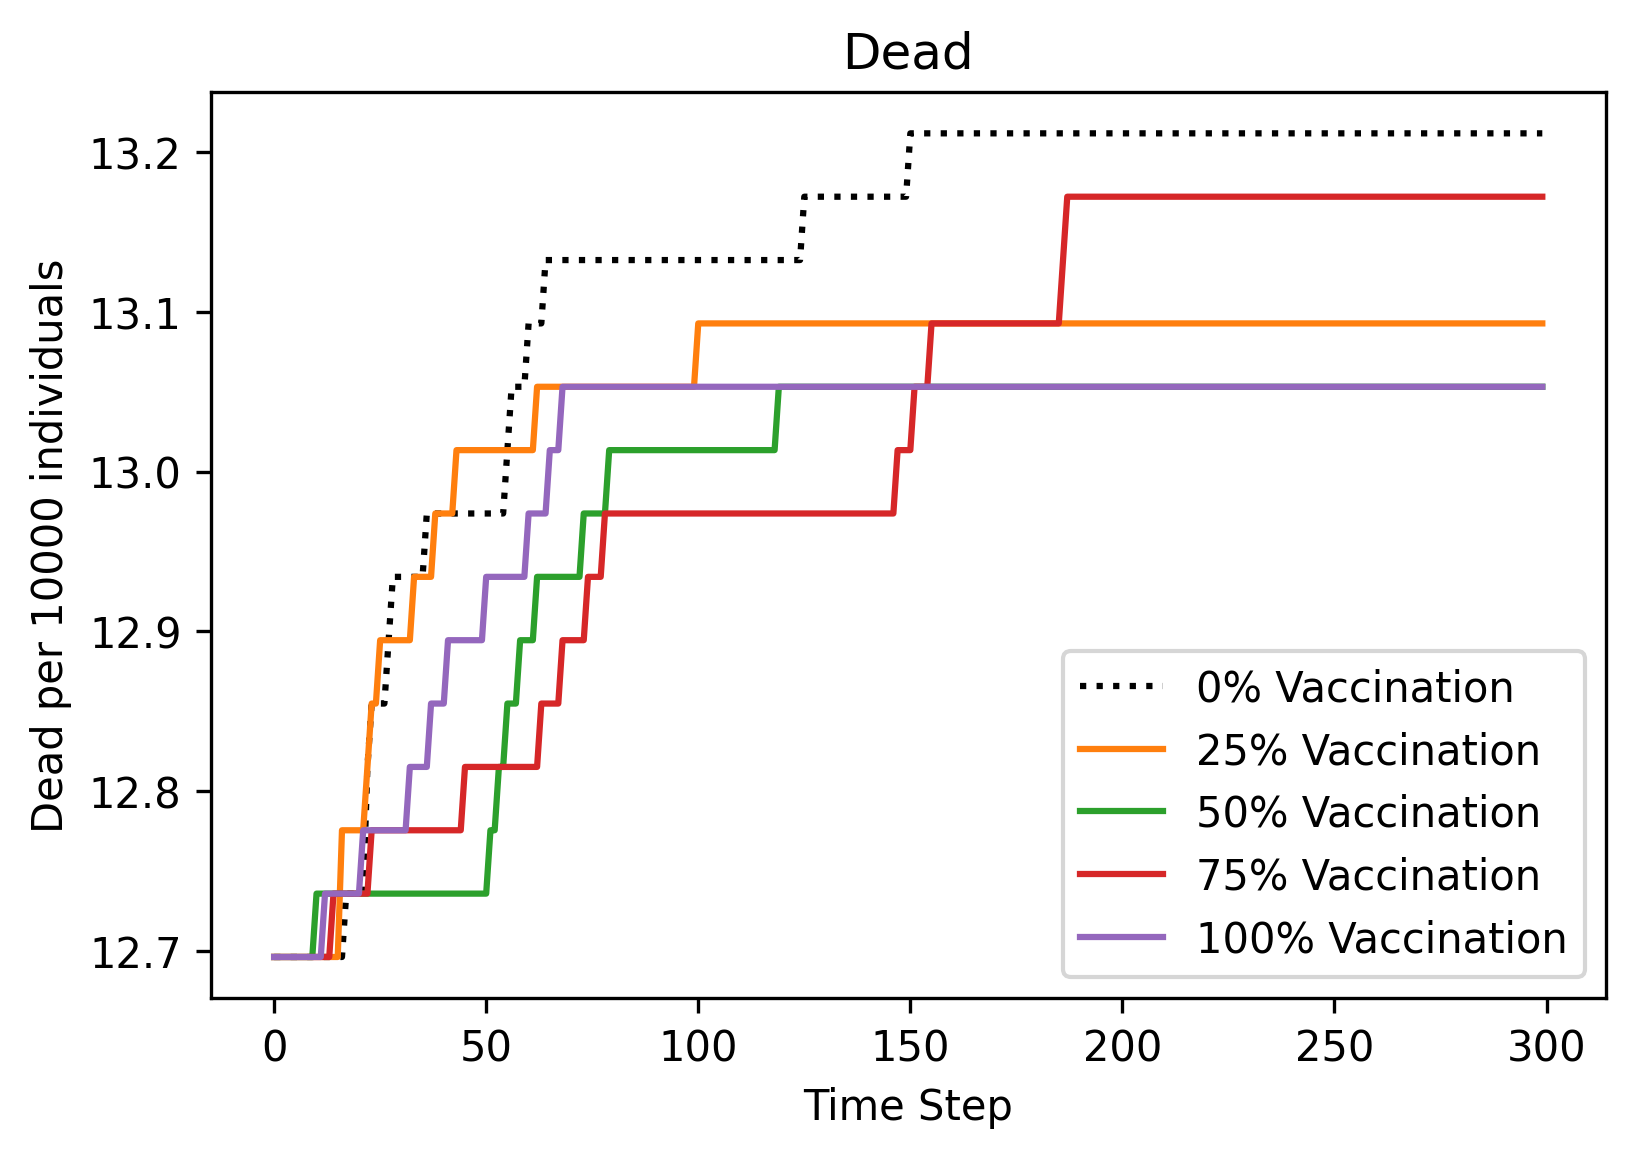 Dead
Dead per 10000 individuals
13.2
13.1
13.0
12.9
12.8
12.7
0% Vaccination
25% Vaccination
50% Vaccination
75% Vaccination
100% Vaccination
0 50 100 150 200 250 300
Time Step